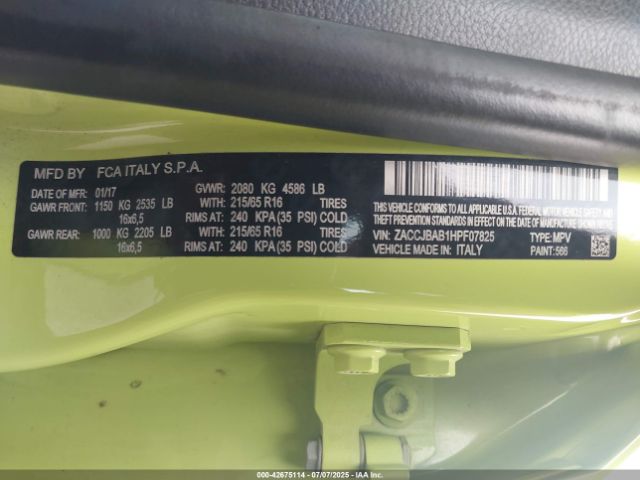 MFD BY FCA ITALY S.P.A.
DATE OF MFR: 01/17 GVWR: 2080 KG 4586 LB
GAWR FRONT: 1150 KG 2535 LB WITH: 215/65 R16 TIRES
16x6,5 RIMS AT: 240 KPA(35 PSI) COLD
GAWR REAR: 1000 KG 2205 LB WITH: 215/65 R16 TIRES
16x6,5 RIMS AT: 240 KPA(35 PSI) COLD
THIS VEHICLE CONFORMS TO ALL APPLICABLE U.S.A. FEDERAL MOTOR VEHICLE SAFETY, BUMPER AND
THEFT PREVENTION STANDARDS IN EFFECT ON THE DATE OF MANUFACTURE SHOWN ABOVE.
VIN: ZACCJBAB1HPF07825 TYPE: MPV
VEHICLE MADE IN: ITALY PAINT: 566
000-42675114 - 07/07/2025 - IAAI.com